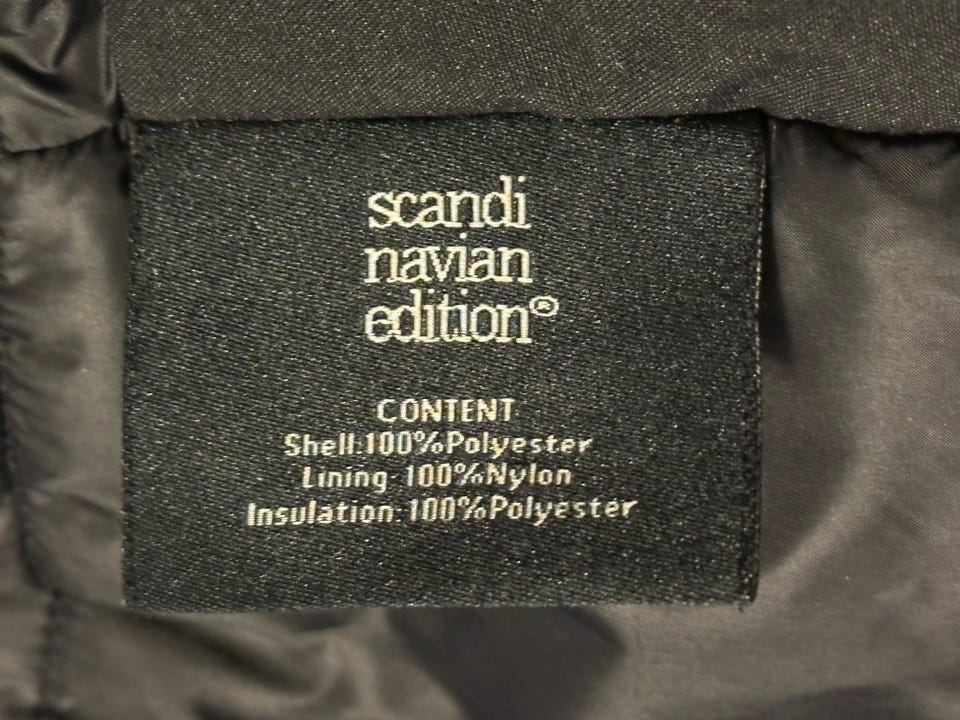 scandi
navian
edition®
CONTENT
Shell:100%Polyester
Lining: 100%Nylon
Insulation: 100%Polyester